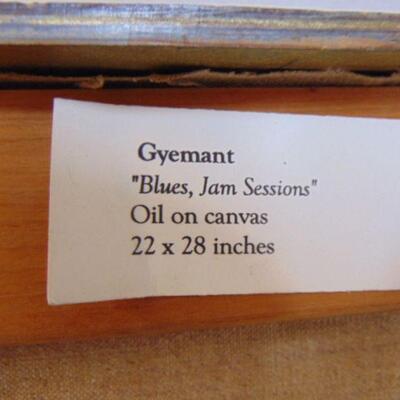 Gyemant
"Blues, Jam Sessions"
Oil on canvas
22 x 28 inches